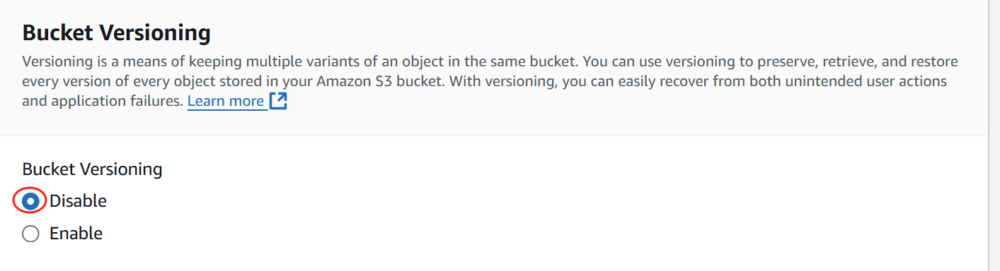 Bucket Versioning
Versioning is a means of keeping multiple variants of an object in the same bucket. You can use versioning to preserve, retrieve, and restore
every version of every object stored in your Amazon S3 bucket. With versioning, you can easily recover from both unintended user actions
and application failures. Learn more
Bucket Versioning
Disable
Enable